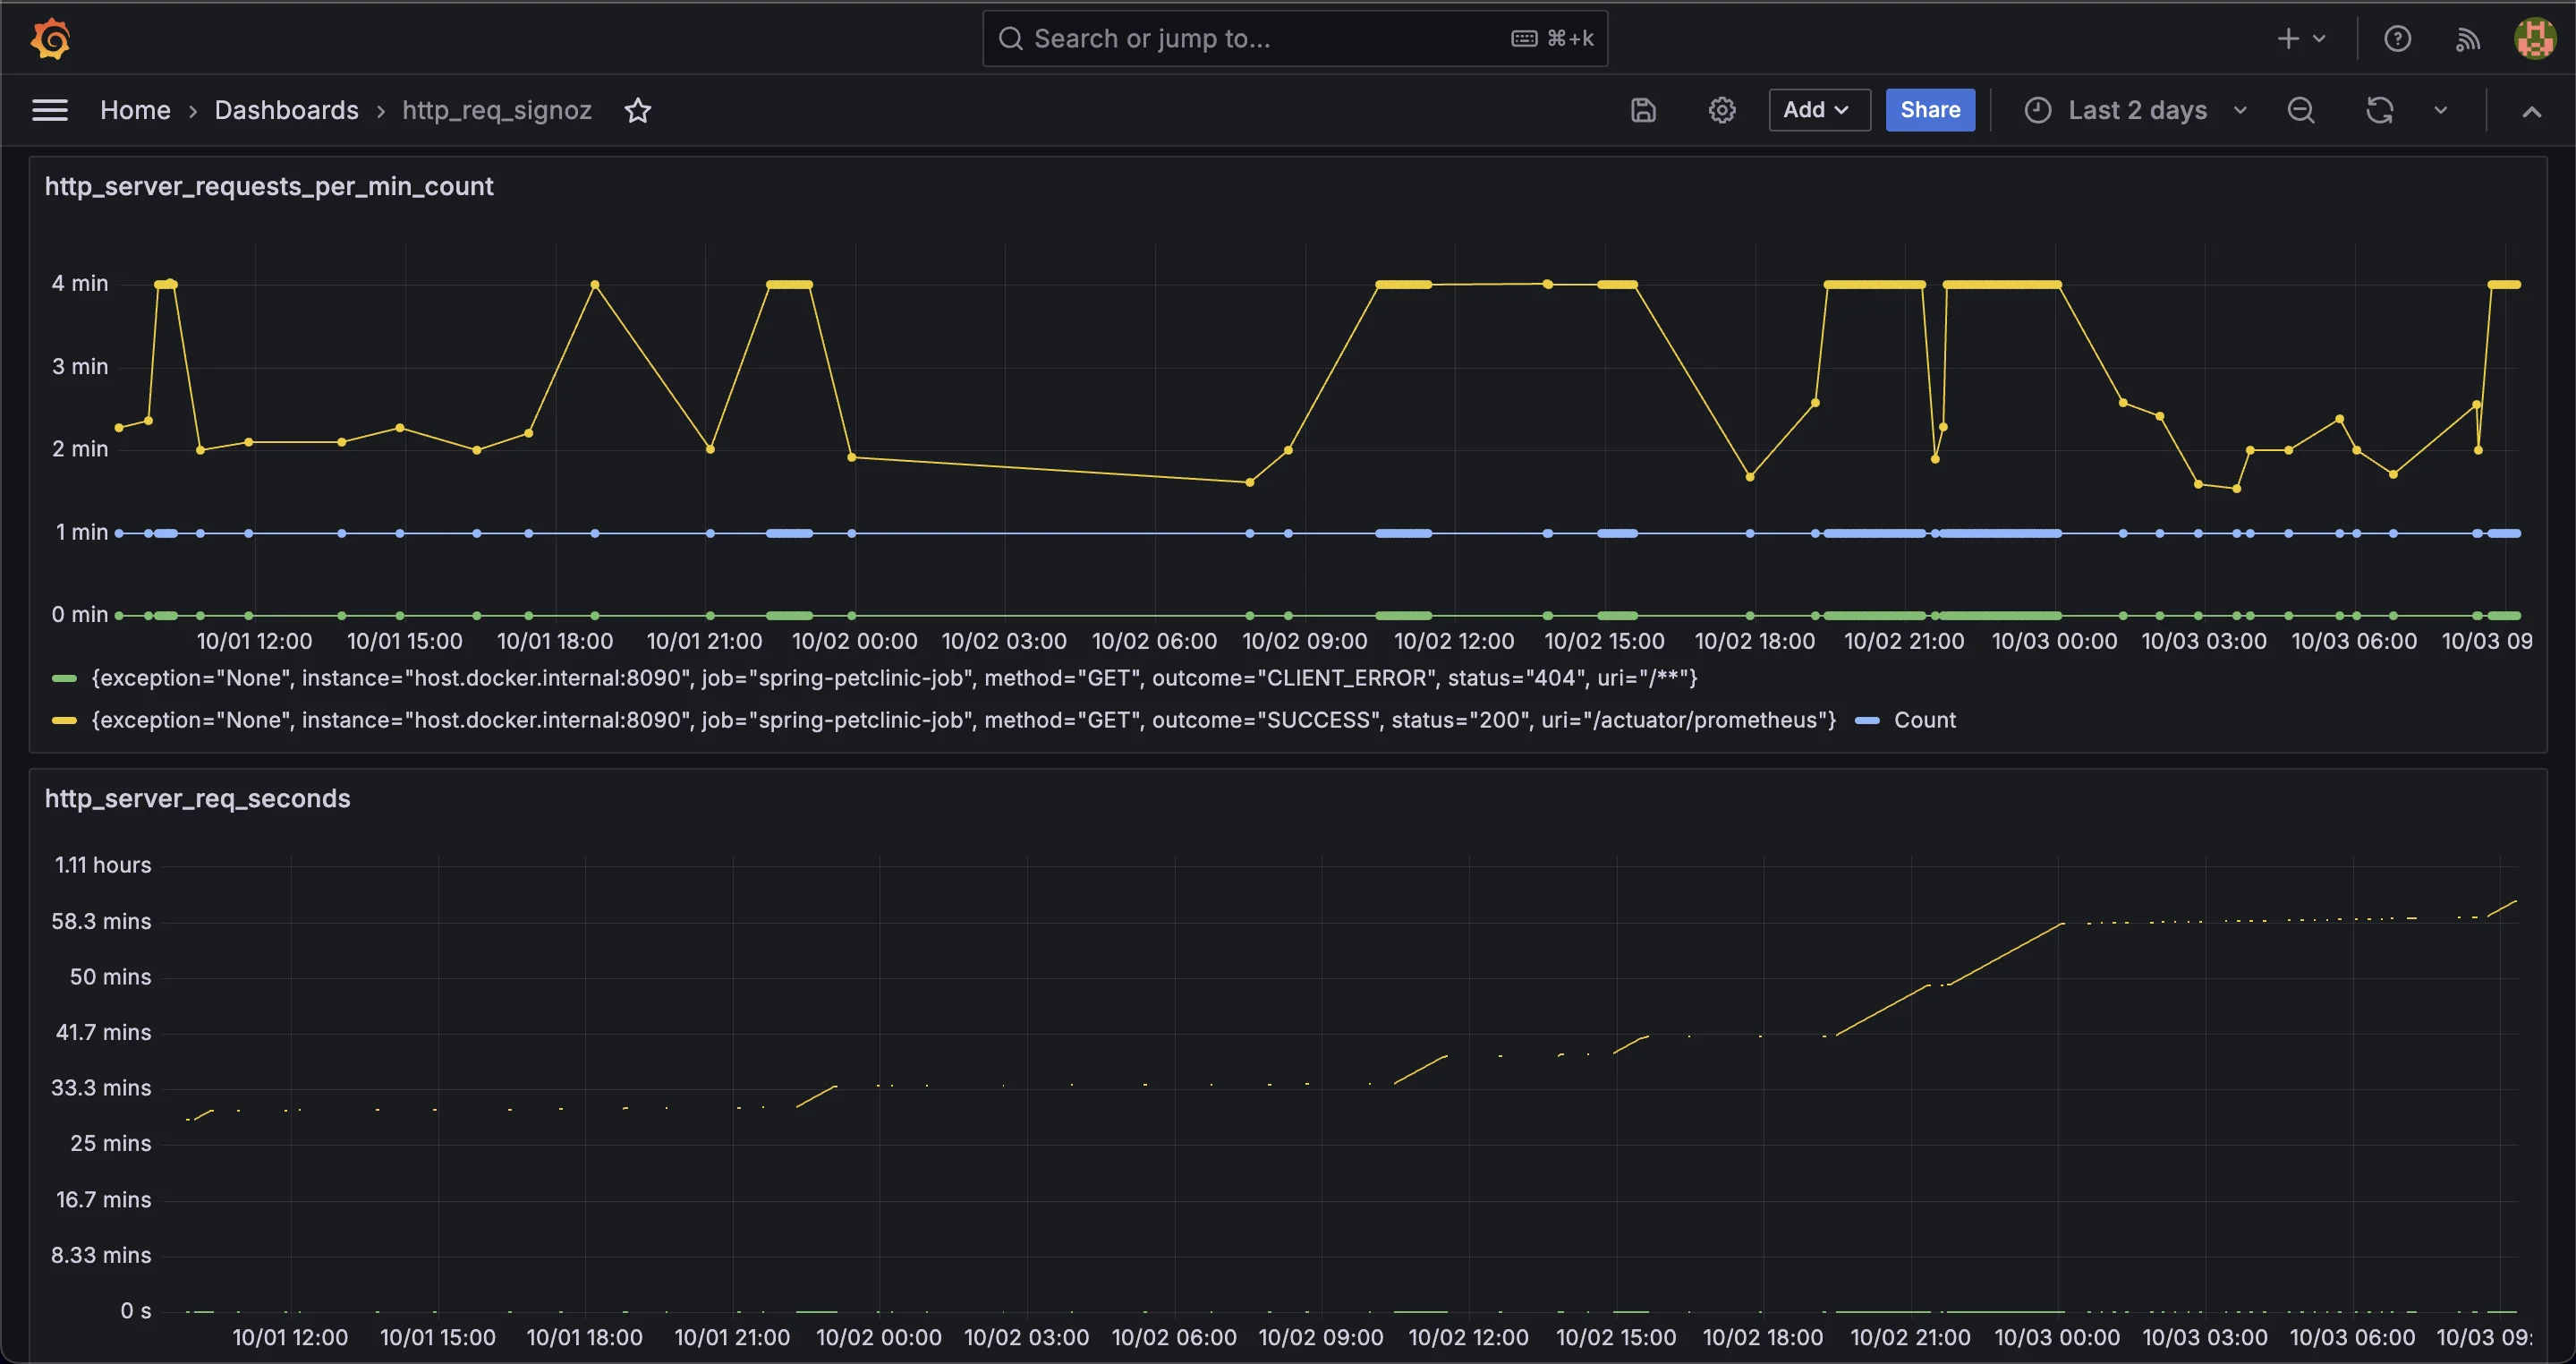 Search or jump to... ⌘+k
Home › Dashboards › http_req_signoz Add Share Last 2 days
http_server_requests_per_min_count
4 min
3 min
2 min
1 min
0 min
10/01 12:00 10/01 15:00 10/01 18:00 10/01 21:00 10/02 00:00 10/02 03:00 10/02 06:00 10/02 09:00 10/02 12:00 10/02 15:00 10/02 18:00 10/02 21:00 10/03 00:00 10/03 03:00 10/03 06:00 10/03 09
{exception="None", instance="host.docker.internal:8090", job="spring-petclinic-job", method="GET", outcome="CLIENT_ERROR", status="404", uri="/**"}
{exception="None", instance="host.docker.internal:8090", job="spring-petclinic-job", method="GET", outcome="SUCCESS", status="200", uri="/actuator/prometheus"} Count
http_server_req_seconds
1.11 hours
58.3 mins
50 mins
41.7 mins
33.3 mins
25 mins
16.7 mins
8.33 mins
0 s
10/01 12:00 10/01 15:00 10/01 18:00 10/01 21:00 10/02 00:00 10/02 03:00 10/02 06:00 10/02 09:00 10/02 12:00 10/02 15:00 10/02 18:00 10/02 21:00 10/03 00:00 10/03 03:00 10/03 06:00 10/03 09: